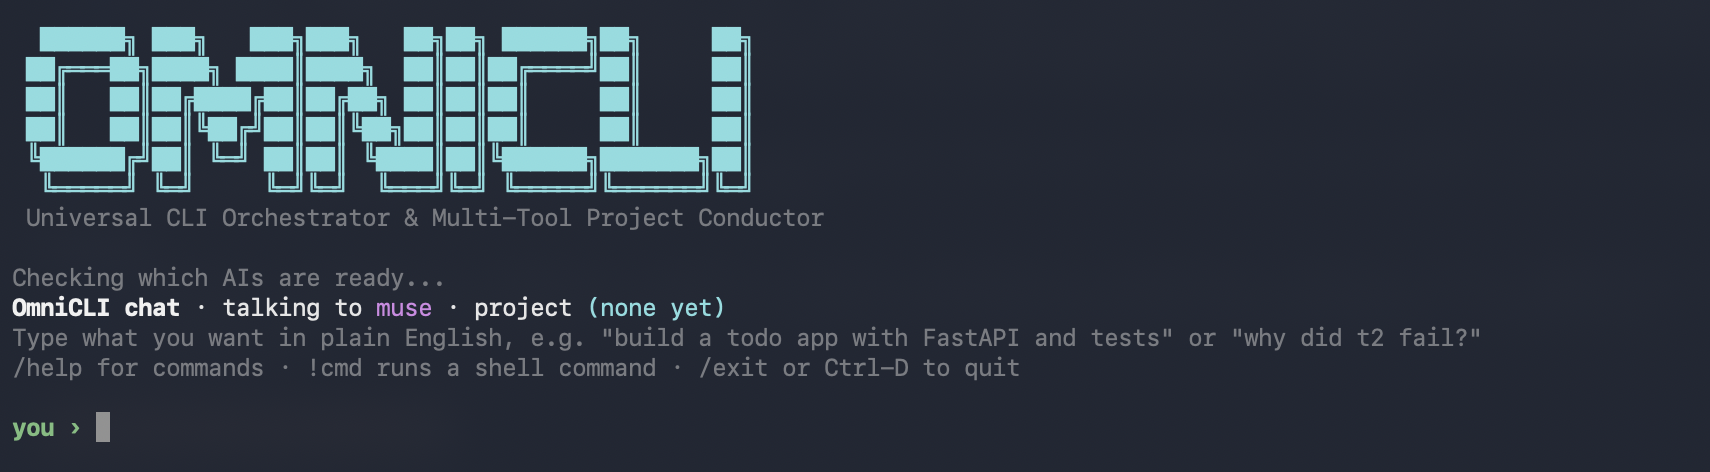 OMNICLI
Universal CLI Orchestrator & Multi-Tool Project Conductor
Checking which AIs are ready...
OmniCLI chat · talking to muse · project (none yet)
Type what you want in plain English, e.g. "build a todo app with FastAPI and tests" or "why did t2 fail?"
/help for commands · !cmd runs a shell command · /exit or Ctrl-D to quit
you ›